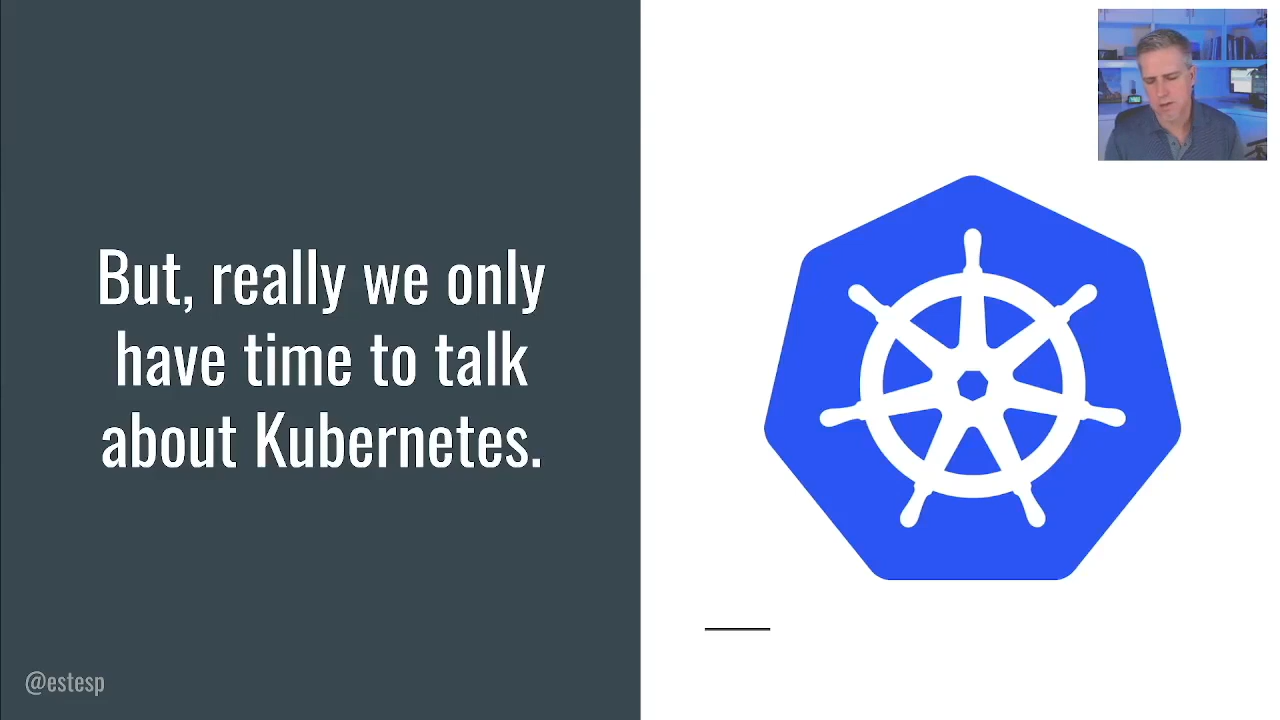 But, really we only
have time to talk
about Kubernetes.
@estesp